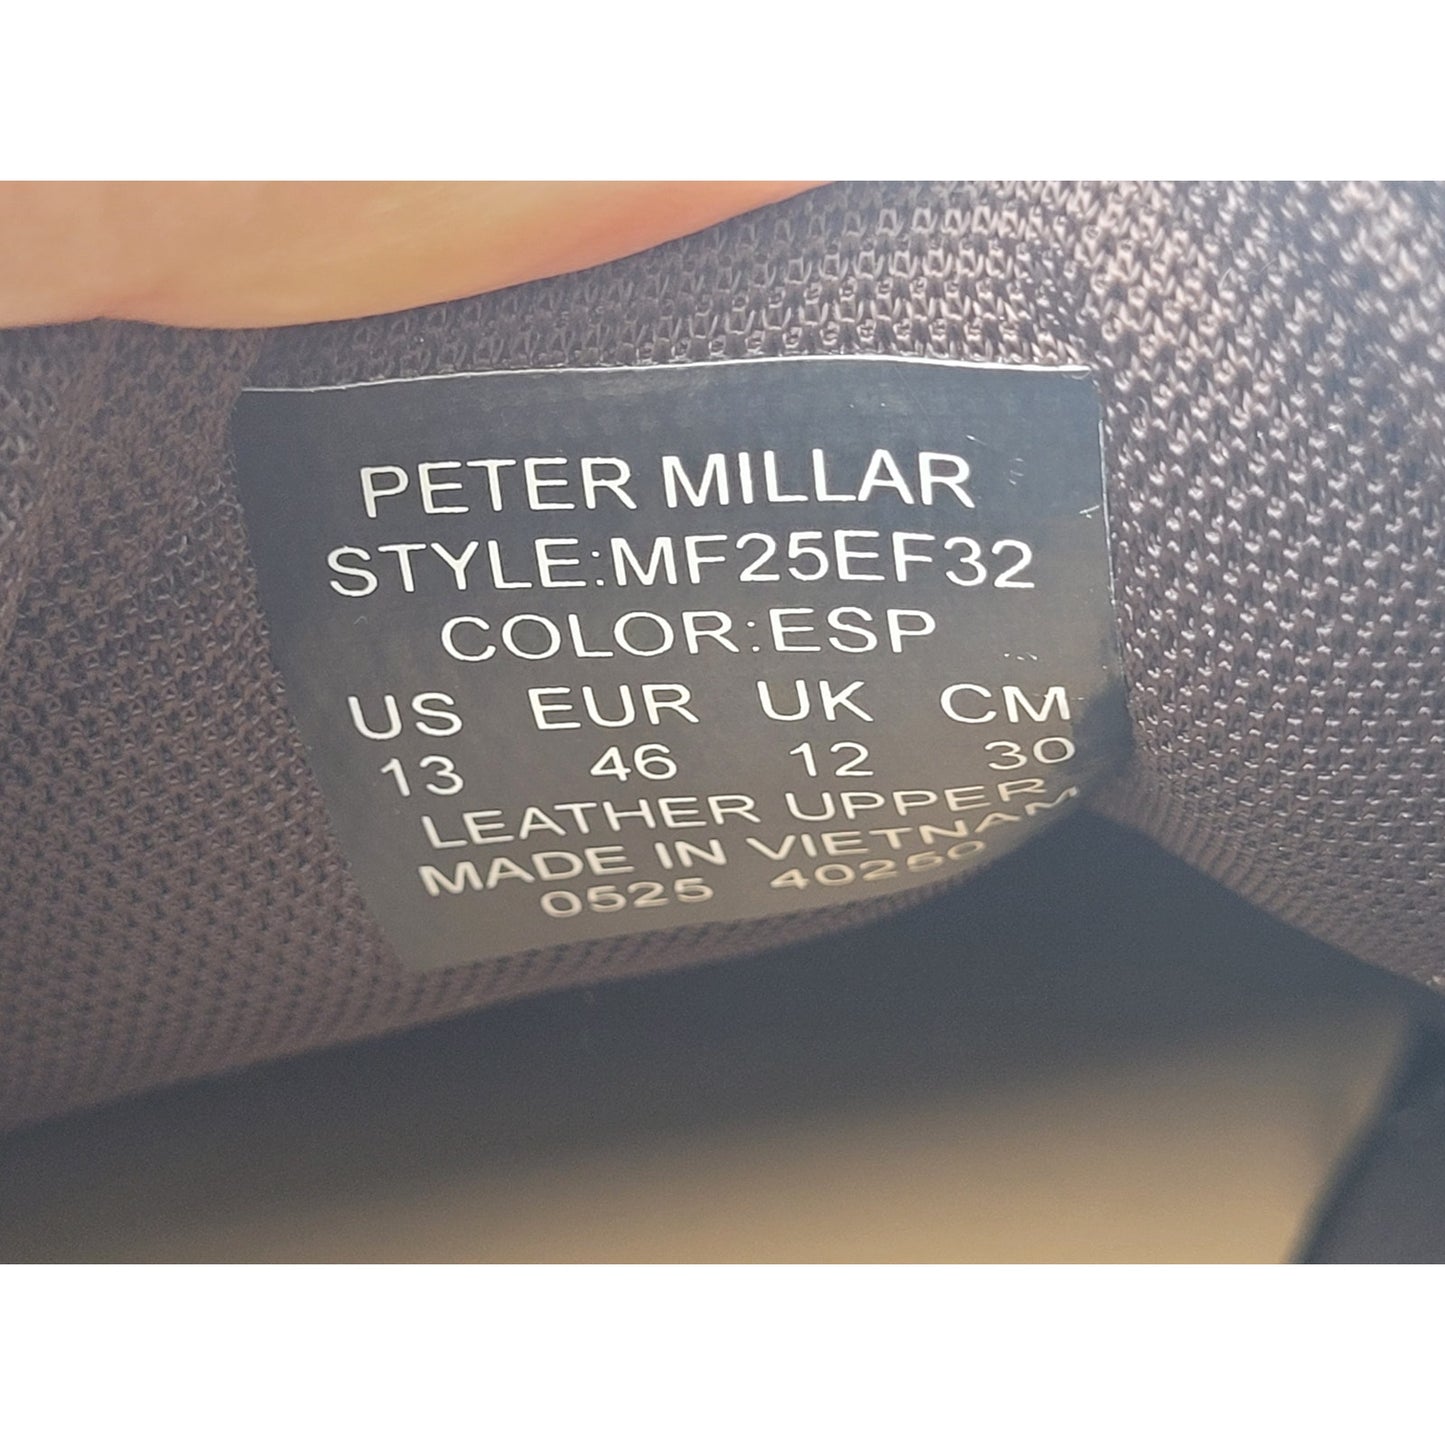 PETER MILLAR
STYLE:MF25EF32
COLOR:ESP
US EUR UK CM
13 46 12 30
LEATHER UPPER
MADE IN VIETNAM
0525 40250